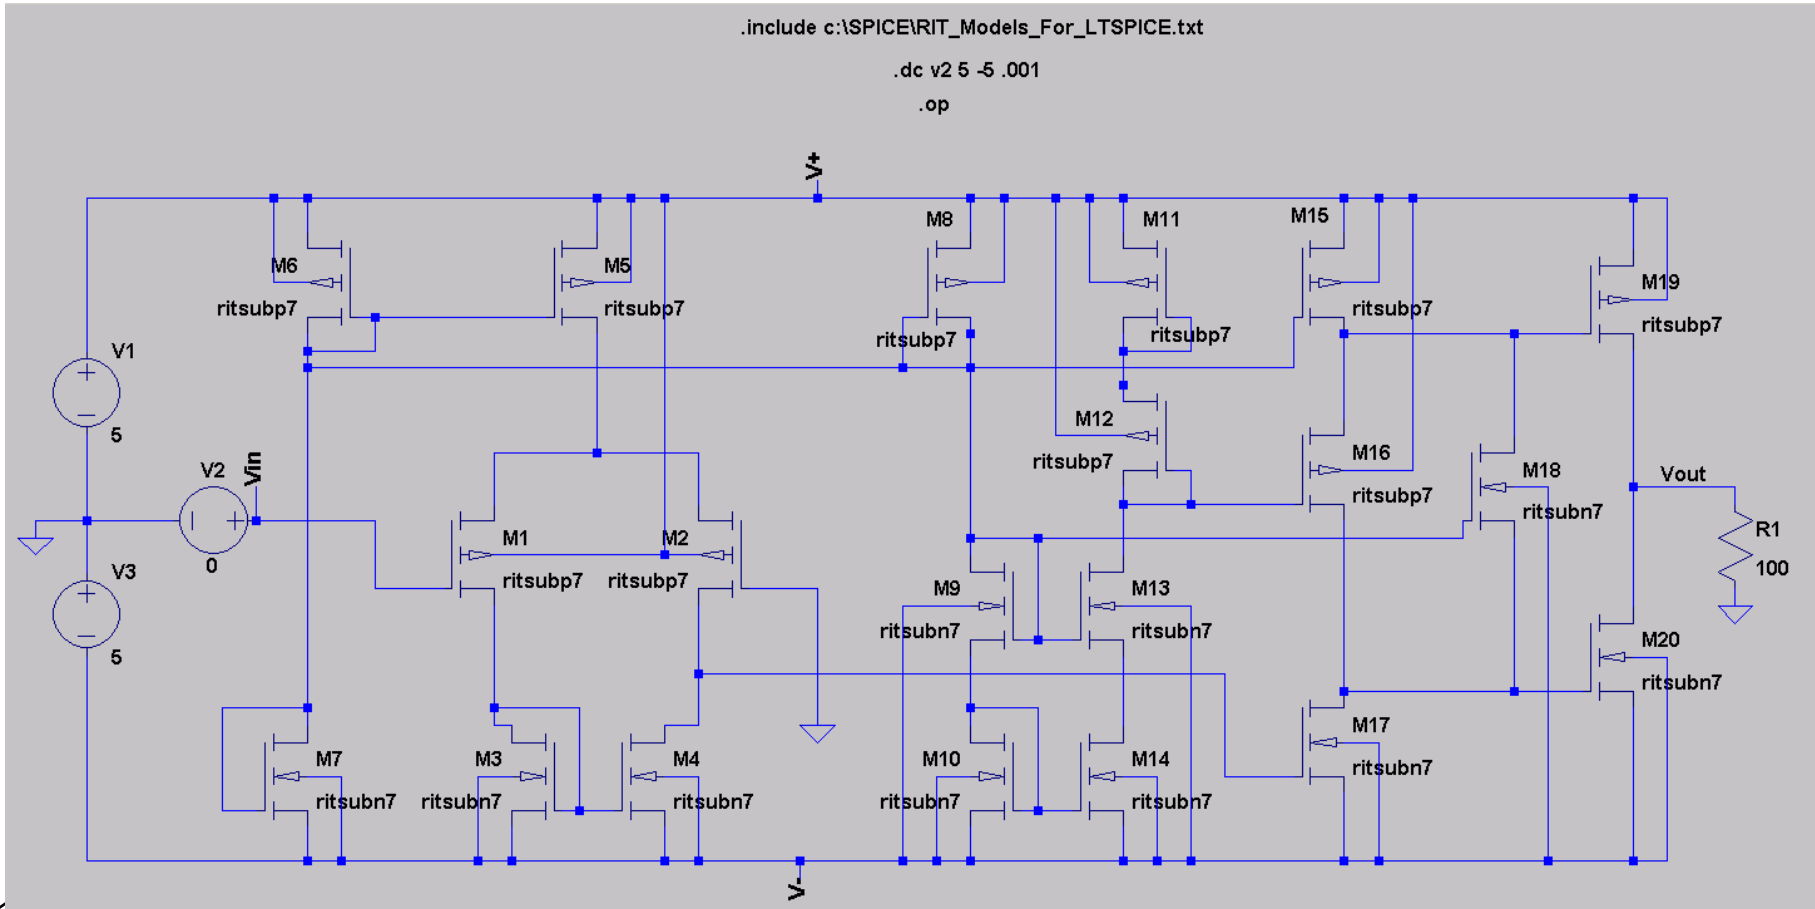 .include c:\SPICE\RIT_Models_For_LTSPICE.txt
.dc v2 5 -5 .001
.op
V+
M6
ritsubp7
M5
ritsubp7
M8
ritsubp7
M11
ritsubp7
M15
ritsubp7
M19
ritsubp7
V1
5
M12
ritsubp7
M16
ritsubp7
M18
ritsubn7
Vout
V2
0
Vin
M1
ritsubp7
M2
ritsubp7
R1
100
V3
5
M9
ritsubn7
M13
ritsubn7
M20
ritsubn7
M7
ritsubn7
M3
ritsubn7
M4
ritsubn7
M10
ritsubn7
M14
ritsubn7
M17
ritsubn7
V-